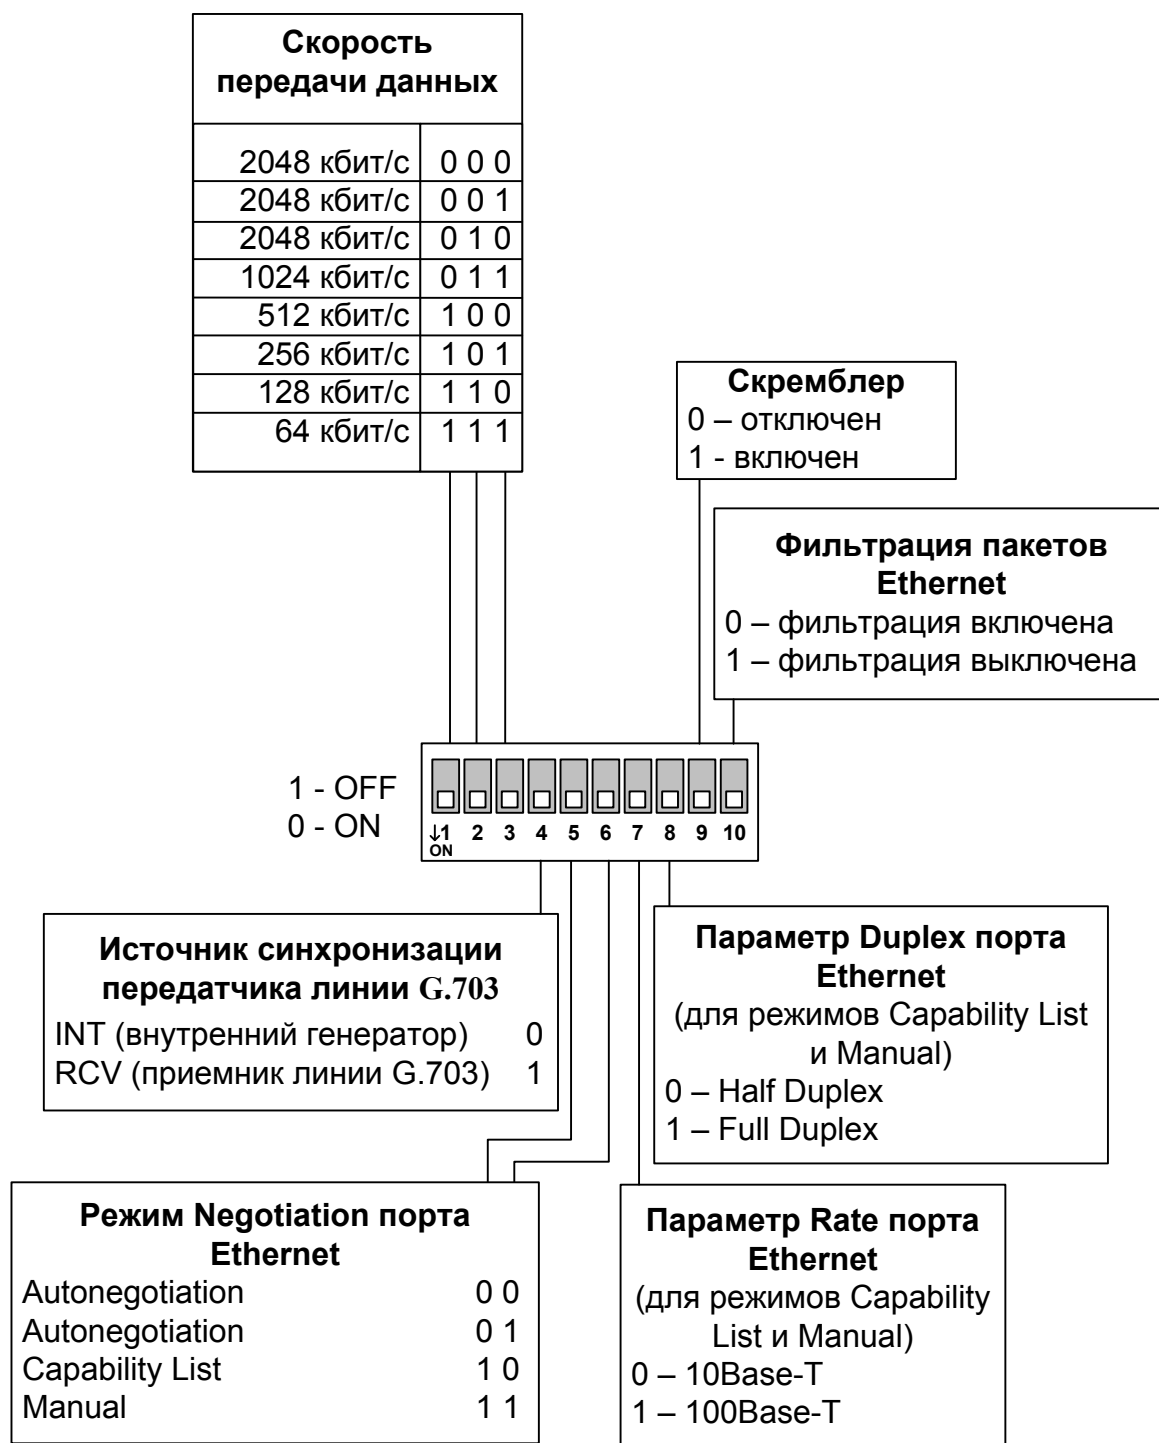 Скорость
передачи данных
2048 кбит/с 0 0 0
2048 кбит/с 0 0 1
2048 кбит/с 0 1 0
1024 кбит/с 0 1 1
512 кбит/с 1 0 0
256 кбит/с 1 0 1
128 кбит/с 1 1 0
64 кбит/с 1 1 1
Скремблер
0 – отключен
1 - включен
Фильтрация пакетов
Ethernet
0 – фильтрация включена
1 – фильтрация выключена
1 - OFF
0 - ON
↓1 2 3 4 5 6 7 8 9 10
ON
Источник синхронизации
передатчика линии G.703
INT (внутренний генератор) 0
RCV (приемник линии G.703) 1
Параметр Duplex порта
Ethernet
(для режимов Capability List
и Manual)
0 – Half Duplex
1 – Full Duplex
Режим Negotiation порта
Ethernet
Autonegotiation 0 0
Autonegotiation 0 1
Capability List 1 0
Manual 1 1
Параметр Rate порта
Ethernet
(для режимов Capability
List и Manual)
0 – 10Base-T
1 – 100Base-T